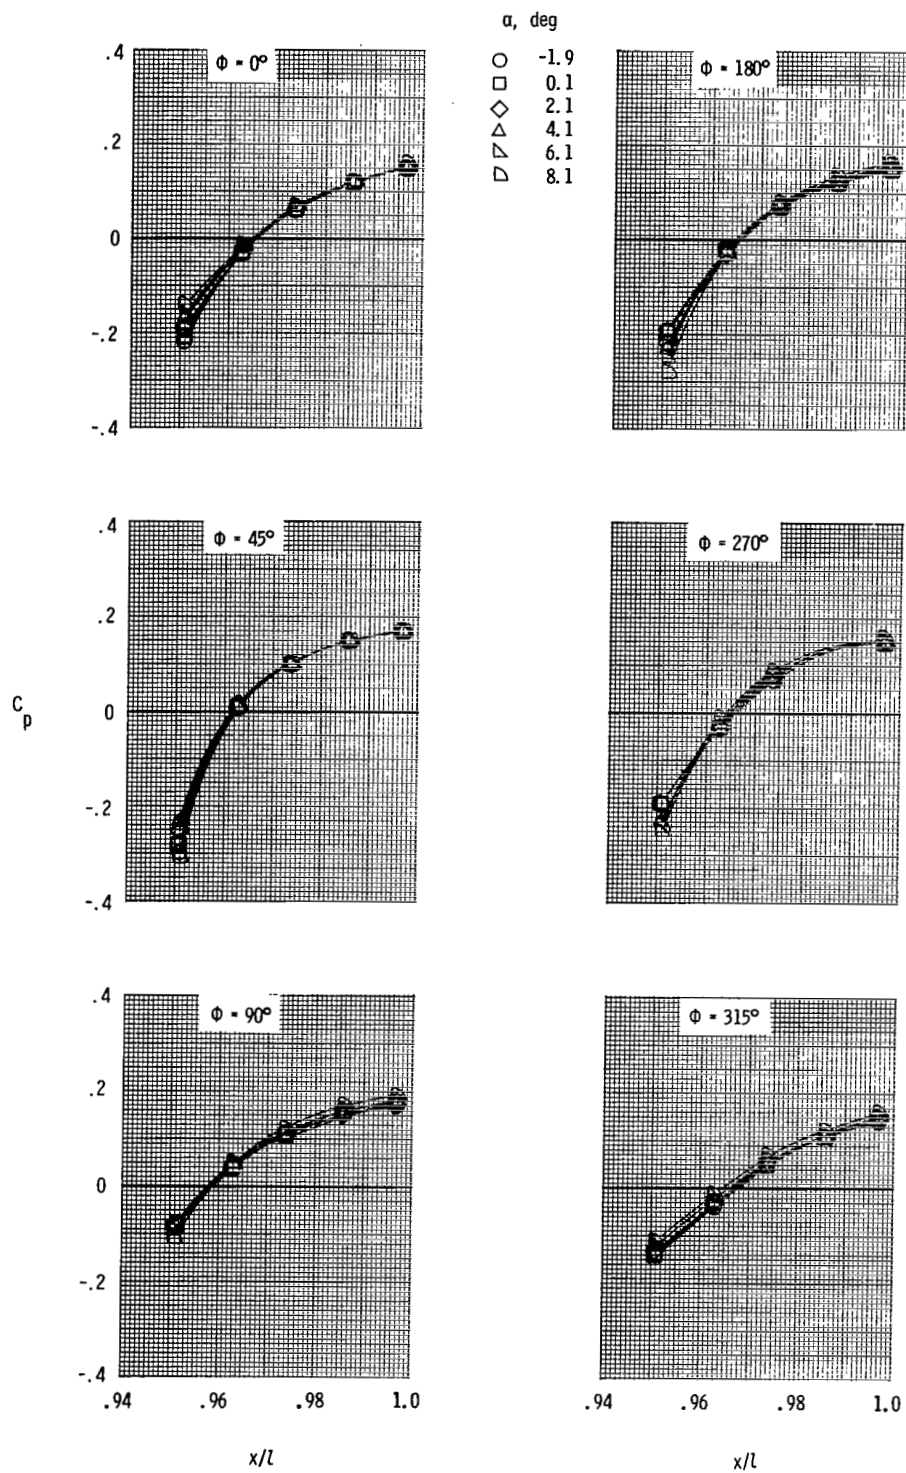 α, deg
-1.9
0.1
2.1
4.1
6.1
8.1
Φ = 0°
.4
.2
0
-.2
-.4
Φ = 180°
Φ = 45°
.4
.2
0
-.2
-.4
Φ = 270°
Cp
Φ = 90°
.4
.2
0
-.2
-.4
.94 .96 .98 1.0
x/l
Φ = 315°
.94 .96 .98 1.0
x/l